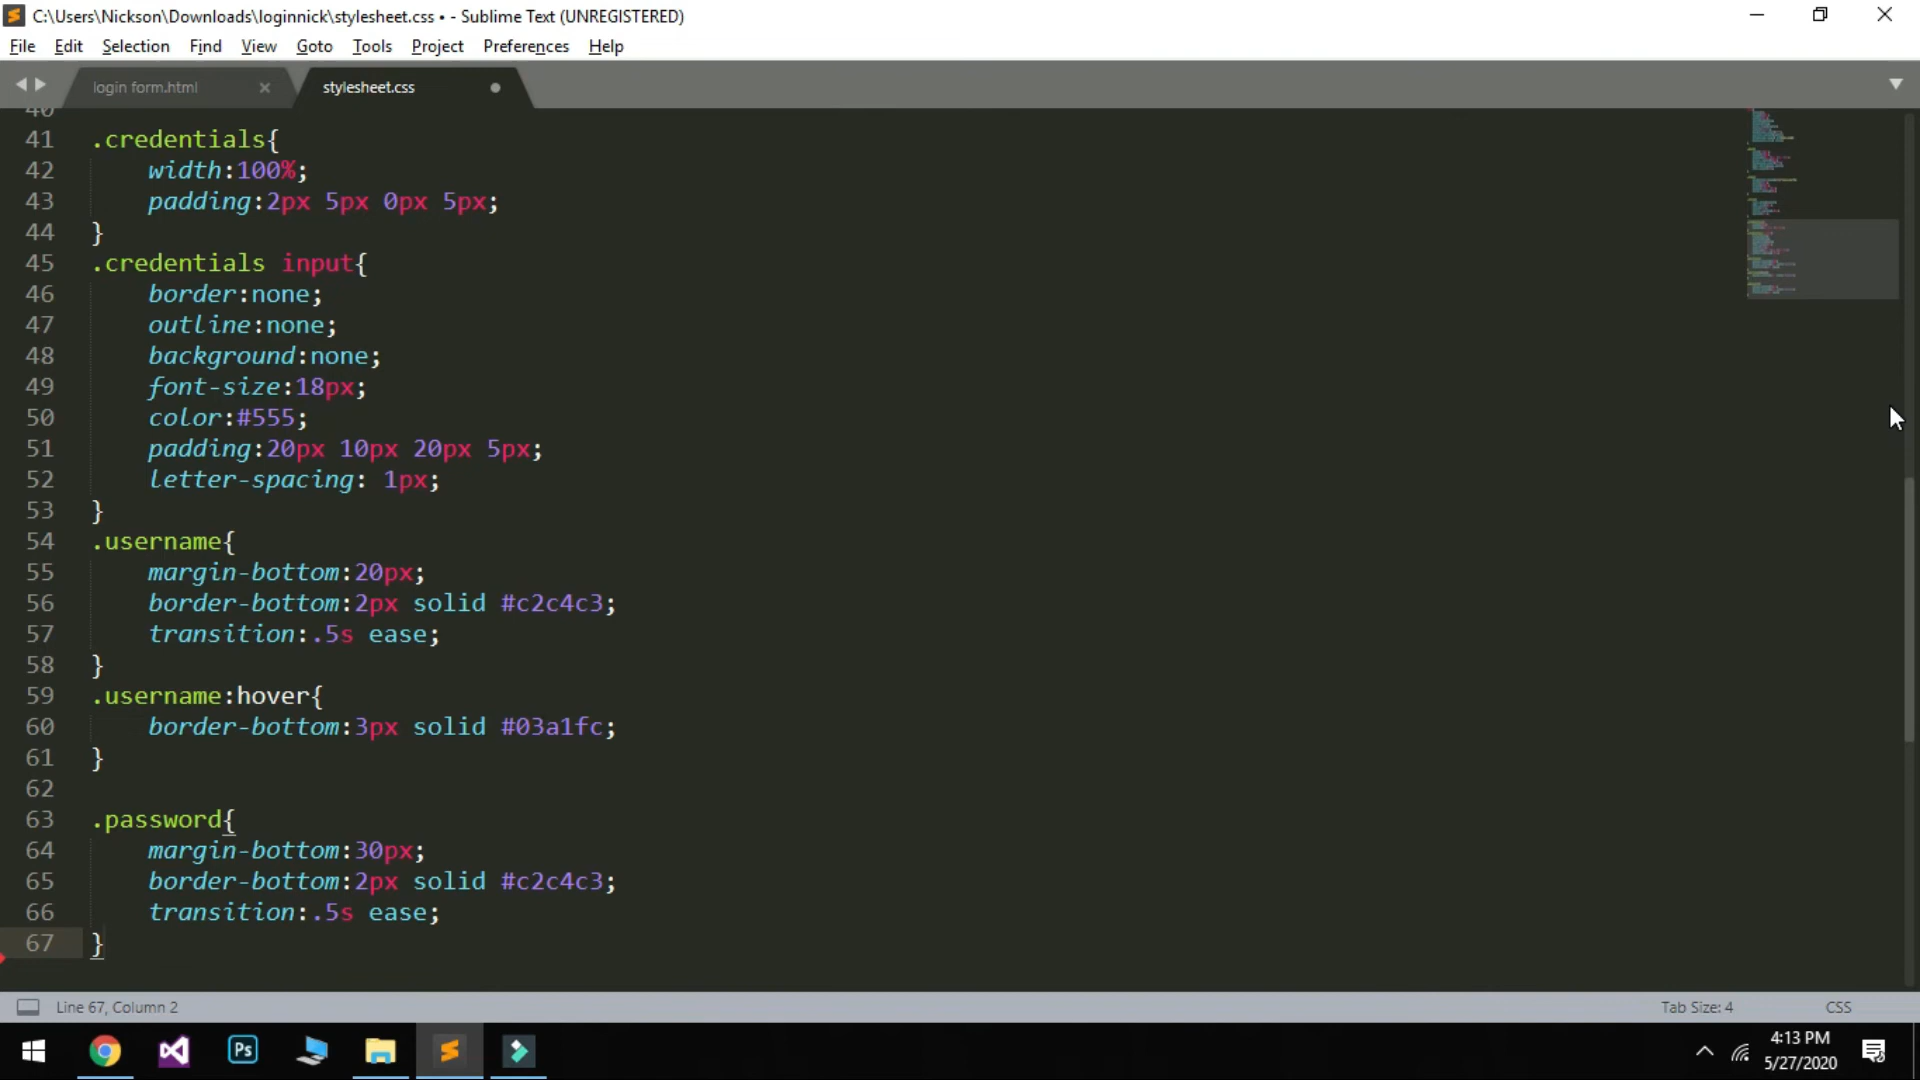 C:\Users\Nickson\Downloads\loginnick\stylesheet.css • - Sublime Text (UNREGISTERED)
File Edit Selection Find View Goto Tools Project Preferences Help
login form.html × stylesheet.css
40
41 .credentials{
42 width:100%;
43 padding:2px 5px 0px 5px;
44 }
45 .credentials input{
46 border:none;
47 outline:none;
48 background:none;
49 font-size:18px;
50 color:#555;
51 padding:20px 10px 20px 5px;
52 letter-spacing: 1px;
53 }
54 .username{
55 margin-bottom:20px;
56 border-bottom:2px solid #c2c4c3;
57 transition:.5s ease;
58 }
59 .username:hover{
60 border-bottom:3px solid #03a1fc;
61 }
62
63 .password{
64 margin-bottom:30px;
65 border-bottom:2px solid #c2c4c3;
66 transition:.5s ease;
67 }
Line 67, Column 2 Tab Size: 4 CSS
Ps
4:13 PM
5/27/2020